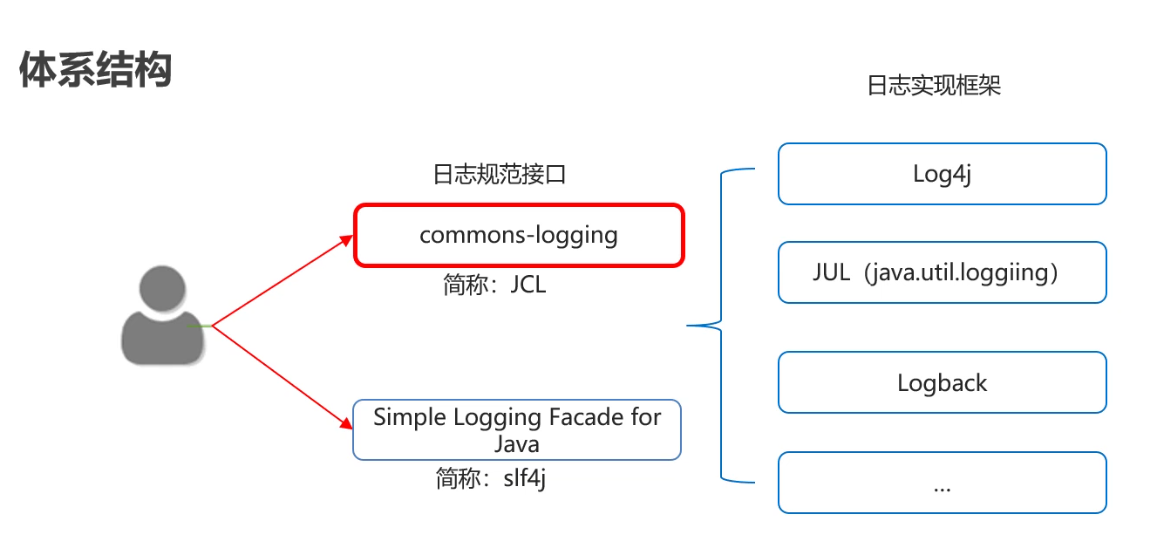 体系结构
日志规范接口
commons-logging
简称：JCL
Simple Logging Facade for
Java
简称：slf4j
日志实现框架
Log4j
JUL（java.util.loggiing）
Logback
...